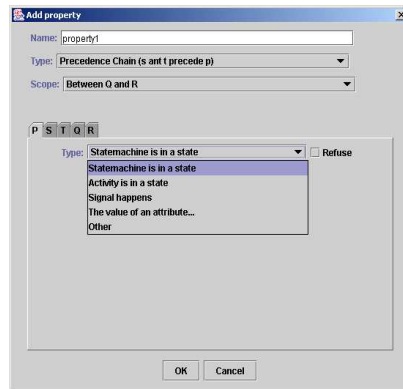 Add property
Name: property1
Type: Precedence Chain (s ant t precede p)
Scope: Between Q and R
P S T Q R
Type: Statemachine is in a state Refuse
Statemachine is in a state
Activity is in a state
Signal happens
The value of an attribute...
Other
OK Cancel